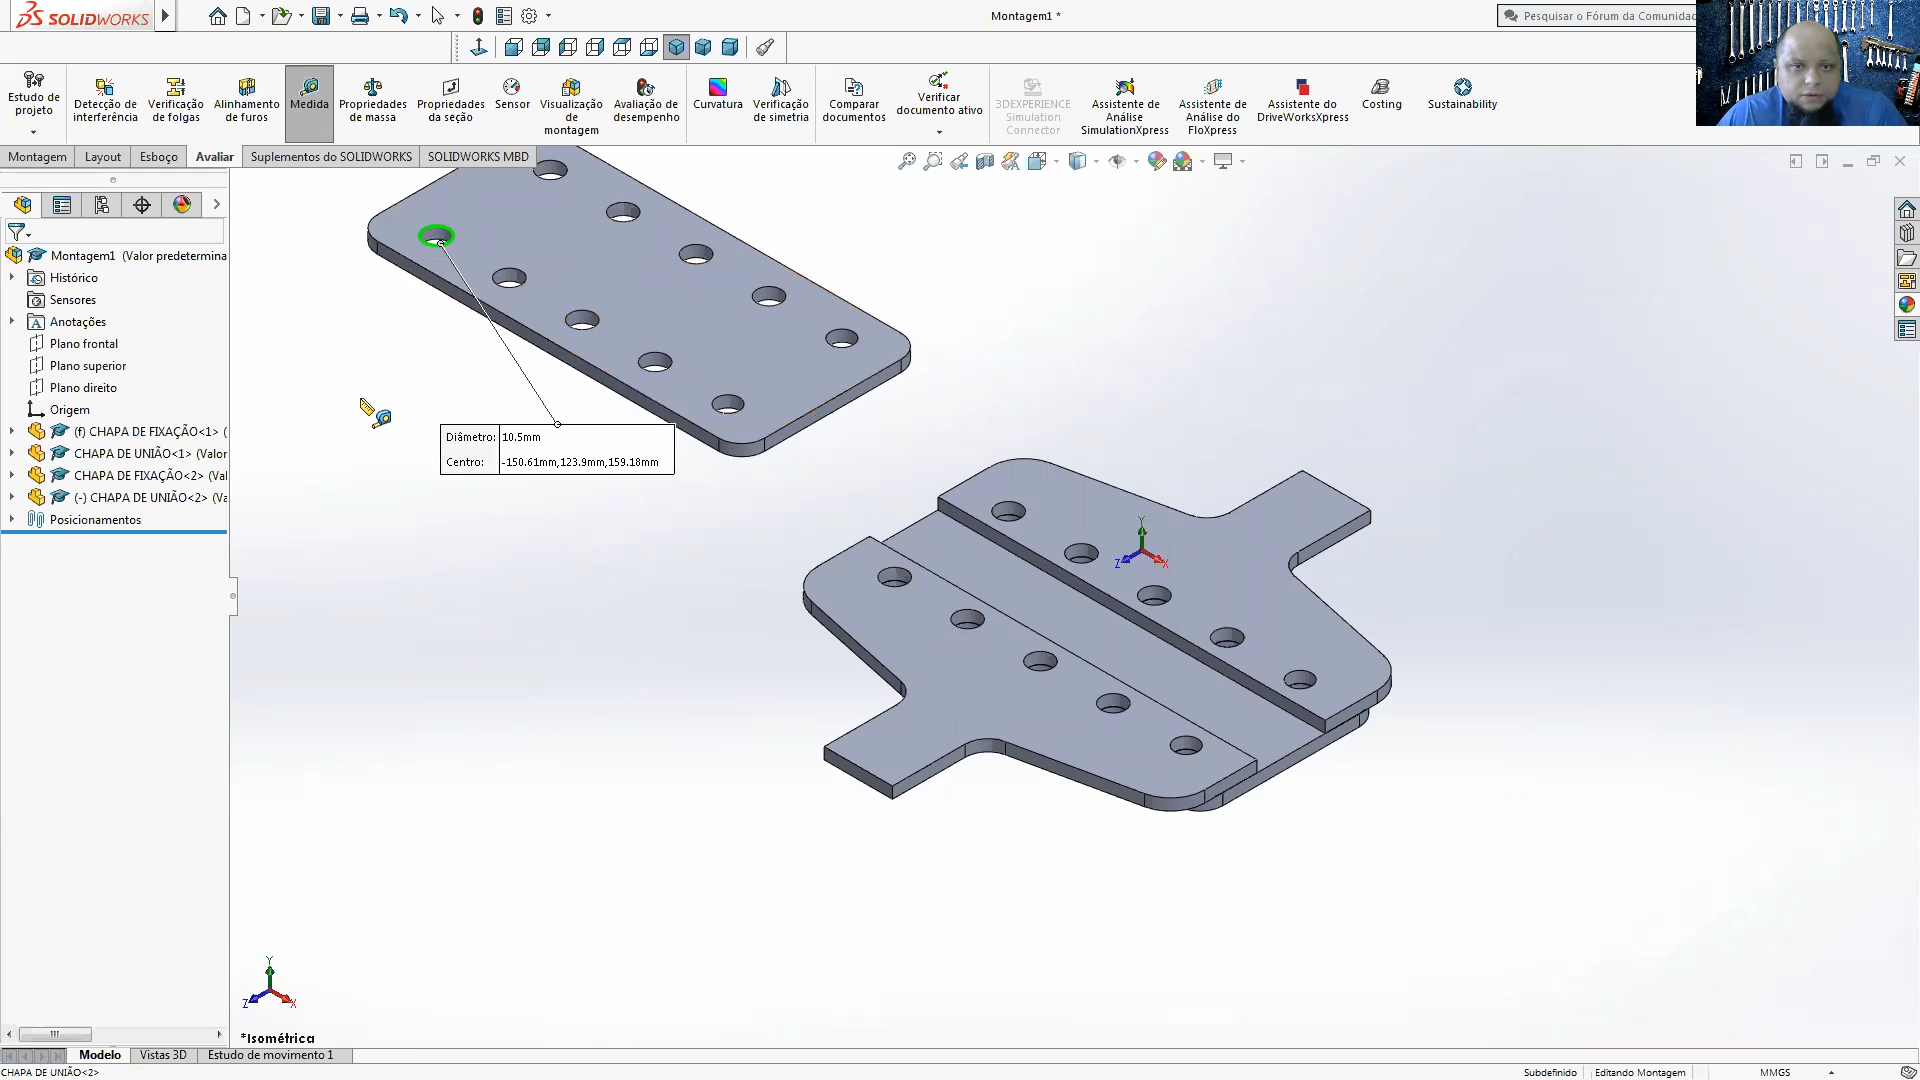 SOLIDWORKS
Montagem1 *
Pesquisar o Fórum da Comunidad
Estudo de projeto
Detecção de interferência
Verificação de folgas
Alinhamento de furos
Medida
Propriedades de massa
Propriedades da seção
Sensor
Visualização de montagem
Avaliação de desempenho
Curvatura
Verificação de simetria
Comparar documentos
Verificar documento ativo
3DEXPERIENCE Simulation Connector
Assistente de Análise SimulationXpress
Assistente de Análise do FloXpress
Assistente do DriveWorksXpress
Costing
Sustainability
Montagem
Layout
Esboço
Avaliar
Suplementos do SOLIDWORKS
SOLIDWORKS MBD
Montagem1 (Valor predetermina
Histórico
Sensores
Anotações
Plano frontal
Plano superior
Plano direito
Origem
(f) CHAPA DE FIXAÇÃO<1> (
CHAPA DE UNIÃO<1> (Valor
CHAPA DE FIXAÇÃO<2> (Val
(-) CHAPA DE UNIÃO<2> (Va
Posicionamentos
Diâmetro: 10.5mm
Centro: -150.61mm,123.9mm,159.18mm
Y
Z
X
Y
Z
X
*Isométrica
Modelo
Vistas 3D
Estudo de movimento 1
CHAPA DE UNIÃO<2>
Subdefinido
Editando Montagem
MMGS